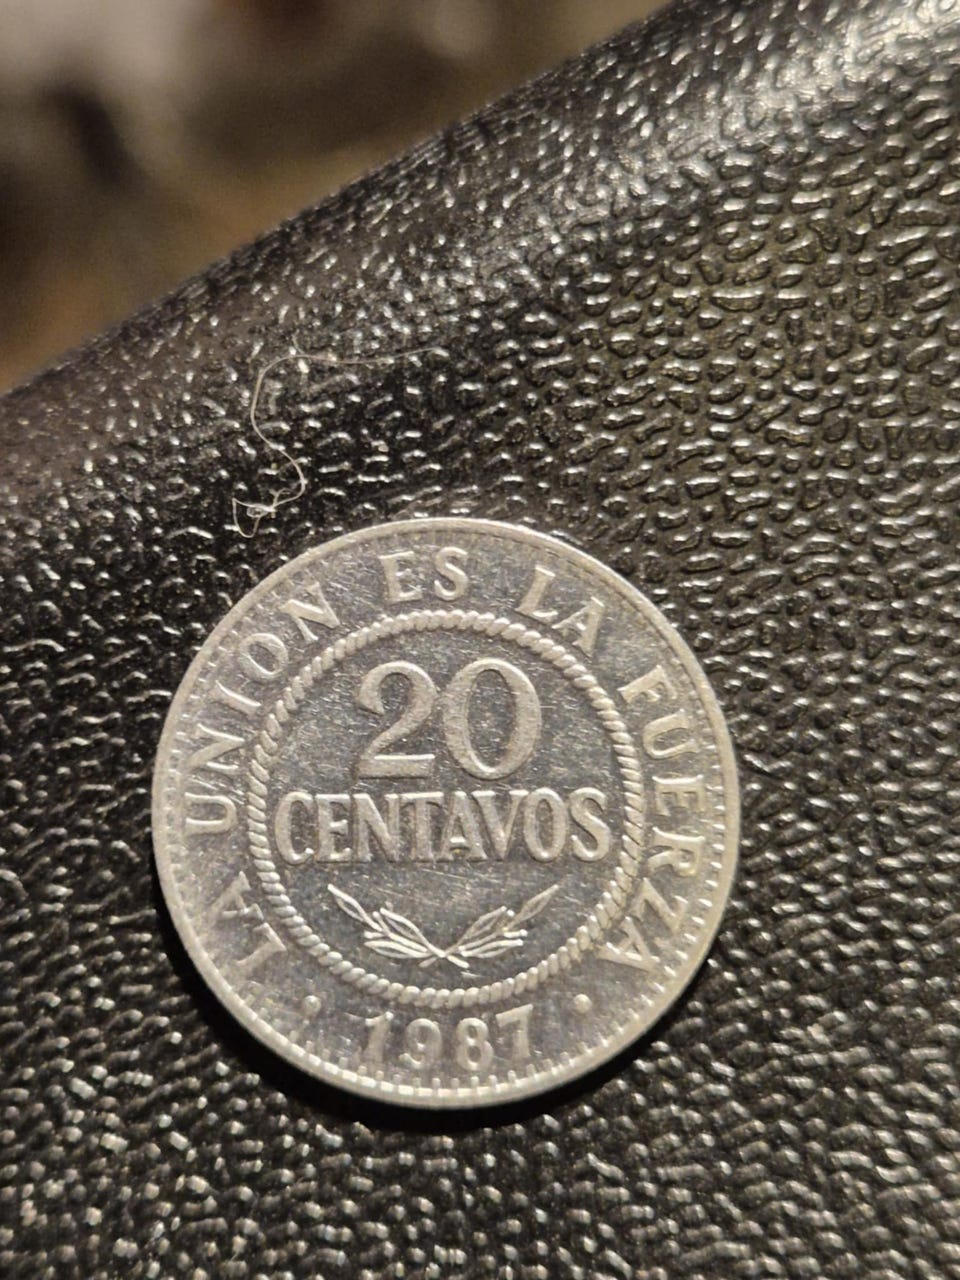 LA UNION ES LA FUERZA
20
CENTAVOS
• 1987 •